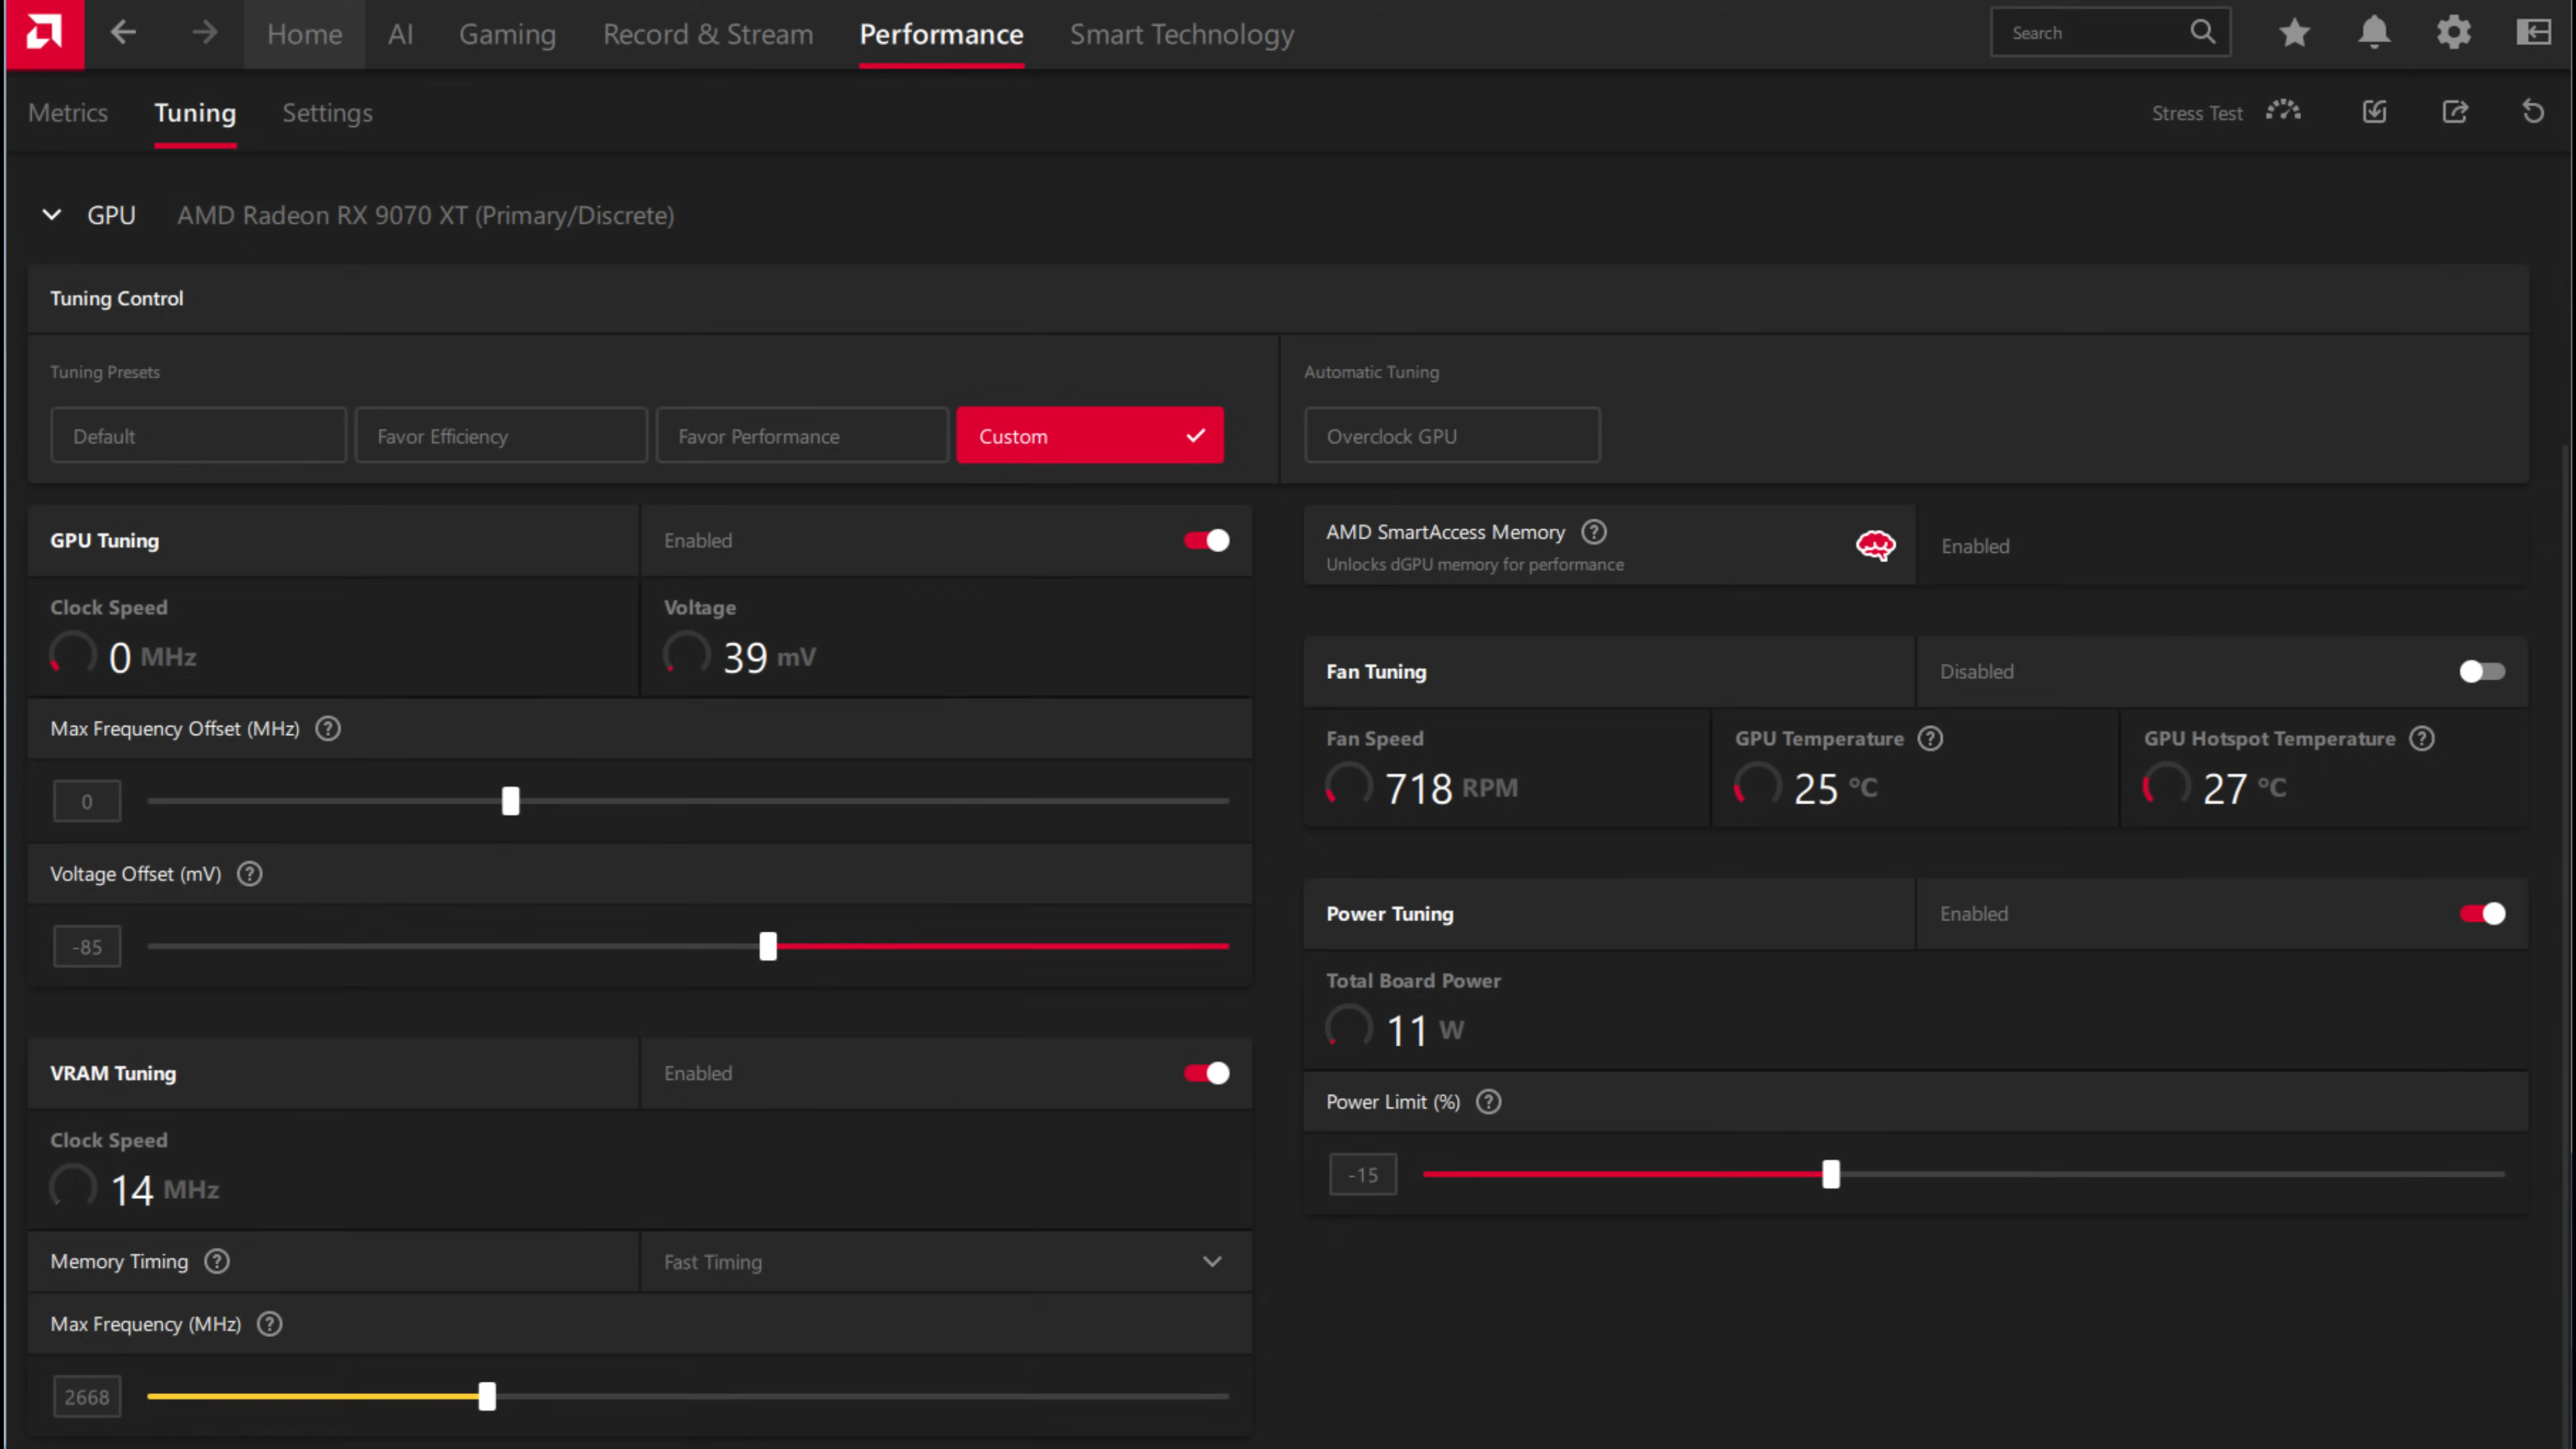 Home AI Gaming Record & Stream Performance Smart Technology Search
Metrics Tuning Settings Stress Test
GPU AMD Radeon RX 9070 XT (Primary/Discrete)
Tuning Control
Tuning Presets
Default Favor Efficiency Favor Performance Custom
Automatic Tuning
Overclock GPU
GPU Tuning Enabled
Clock Speed
0 MHz
Voltage
39 mV
Max Frequency Offset (MHz) ?
0
Voltage Offset (mV) ?
-85
VRAM Tuning Enabled
Clock Speed
14 MHz
Memory Timing ? Fast Timing
Max Frequency (MHz) ?
2668
AMD SmartAccess Memory ?
Unlocks dGPU memory for performance
Enabled
Fan Tuning Disabled
Fan Speed
718 RPM
GPU Temperature ?
25 °C
GPU Hotspot Temperature ?
27 °C
Power Tuning Enabled
Total Board Power
11 W
Power Limit (%) ?
-15